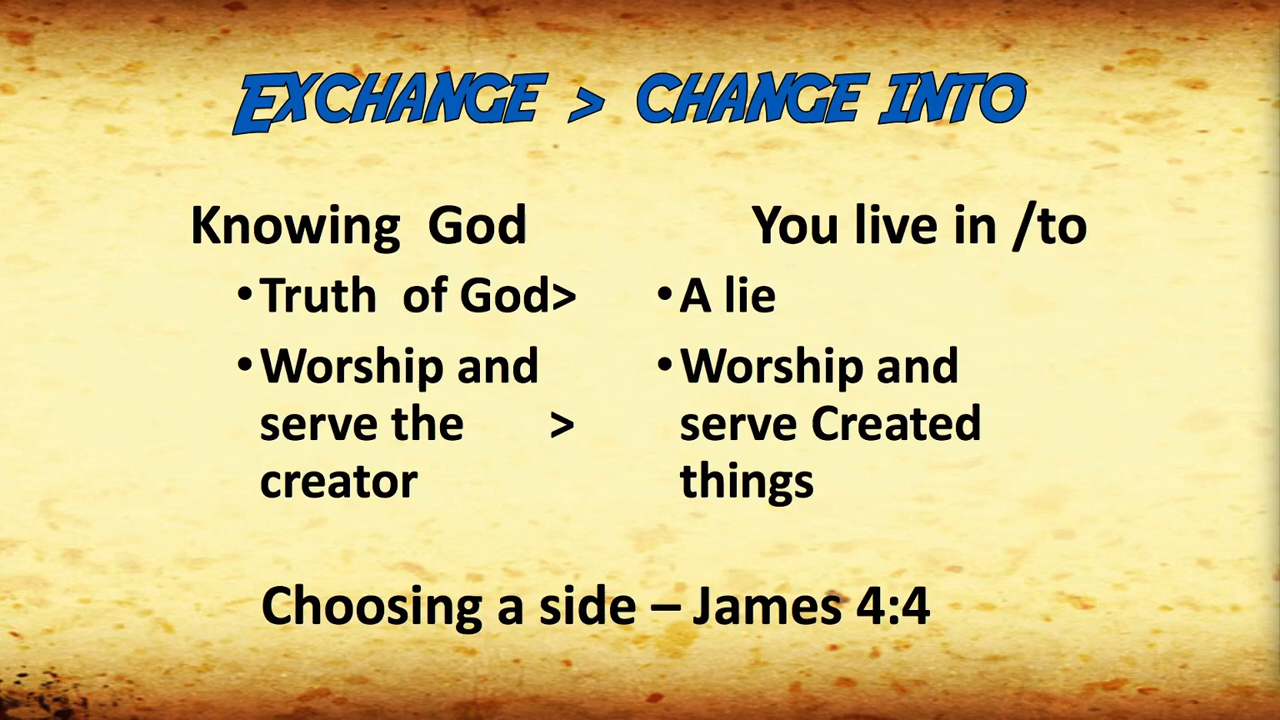 EXCHANGE > CHANGE INTO
Knowing God
• Truth of God>
• Worship and
serve the >
creator
You live in /to
• A lie
• Worship and
serve Created
things
Choosing a side – James 4:4